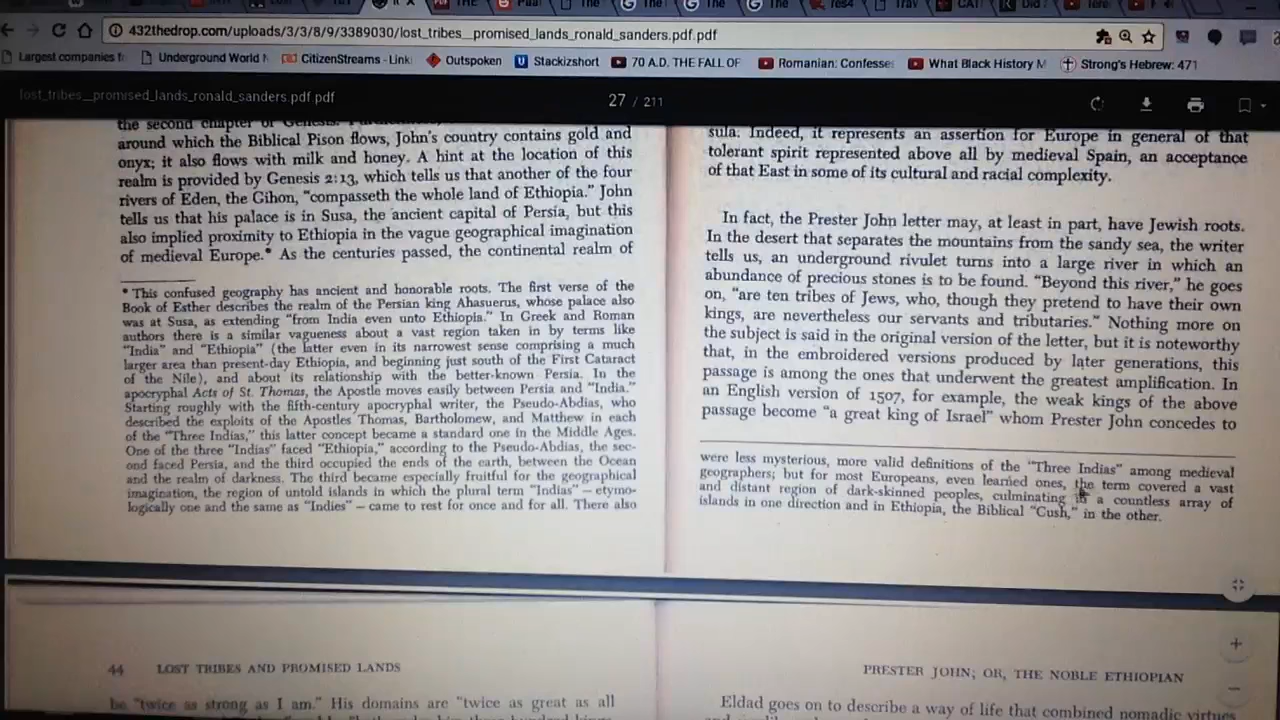 432thedrop.com/uploads/3/3/8/9/3389030/lost_tribes__promised_lands_ronald_sanders.pdf.pdf
Largest companies
Underground World
CitizenStreams - Link
Outspoken
Stackizshort
70 A.D. THE FALL OF
Romanian: Confesse
What Black History M
Strong's Hebrew: 471
lost_tribes__promised_lands_ronald_sanders.pdf.pdf
27 / 211
the second chapter of Genesis.
around which the Biblical Pison flows, John's country contains gold and
onyx; it also flows with milk and honey. A hint at the location of this
realm is provided by Genesis 2:13, which tells us that another of the four
rivers of Eden, the Gihon, "compasseth the whole land of Ethiopia." John
tells us that his palace is in Susa, the ancient capital of Persia, but this
also implied proximity to Ethiopia in the vague geographical imagination
of medieval Europe.* As the centuries passed, the continental realm of
* This confused geography has ancient and honorable roots. The first verse of the
Book of Esther describes the realm of the Persian king Ahasuerus, whose palace also
was at Susa, as extending "from India even unto Ethiopia." In Greek and Roman
authors there is a similar vagueness about a vast region taken in by terms like
"India" and "Ethiopia" (the latter even in its narrowest sense comprising a much
larger area than present-day Ethiopia, and beginning just south of the First Cataract
of the Nile), and about its relationship with the better-known Persia. In the
apocryphal Acts of St. Thomas, the Apostle moves easily between Persia and "India."
Starting roughly with the fifth-century apocryphal writer, the Pseudo-Abdias, who
described the exploits of the Apostles Thomas, Bartholomew, and Matthew in each
of the "Three Indias," this latter concept became a standard one in the Middle Ages.
One of the three "Indias" faced "Ethiopia," according to the Pseudo-Abdias, the sec-
ond faced Persia, and the third occupied the ends of the earth, between the Ocean
and the realm of darkness. The third became especially fruitful for the geographical
imagination, the region of untold islands in which the plural term "Indias" — etymo-
logically one and the same as "Indies" — came to rest for once and for all. There also
sula. Indeed, it represents an assertion for Europe in general of that
tolerant spirit represented above all by medieval Spain, an acceptance
of that East in some of its cultural and racial complexity.
In fact, the Prester John letter may, at least in part, have Jewish roots.
In the desert that separates the mountains from the sandy sea, the writer
tells us, an underground rivulet turns into a large river in which an
abundance of precious stones is to be found. "Beyond this river," he goes
on, "are ten tribes of Jews, who, though they pretend to have their own
kings, are nevertheless our servants and tributaries." Nothing more on
the subject is said in the original version of the letter, but it is noteworthy
that, in the embroidered versions produced by later generations, this
passage is among the ones that underwent the greatest amplification. In
an English version of 1507, for example, the weak kings of the above
passage become "a great king of Israel" whom Prester John concedes to
were less mysterious, more valid definitions of the "Three Indias" among medieval
geographers; but for most Europeans, even learned ones, the term covered a vast
and distant region of dark-skinned peoples, culminating in a countless array of
islands in one direction and in Ethiopia, the Biblical "Cush," in the other.
44 LOST TRIBES AND PROMISED LANDS
be "twice as strong as I am." His domains are "twice as great as all
PRESTER JOHN; OR, THE NOBLE ETHIOPIAN
Eldad goes on to describe a way of life that combined nomadic virtues